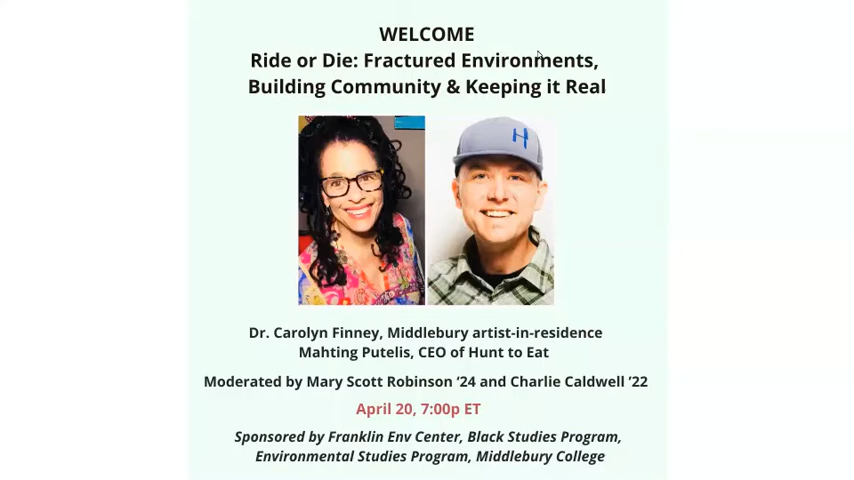 WELCOME
Ride or Die: Fractured Environments,
Building Community & Keeping it Real
H
Dr. Carolyn Finney, Middlebury artist-in-residence
Mahting Putelis, CEO of Hunt to Eat
Moderated by Mary Scott Robinson ‘24 and Charlie Caldwell ’22
April 20, 7:00p ET
Sponsored by Franklin Env Center, Black Studies Program,
Environmental Studies Program, Middlebury College